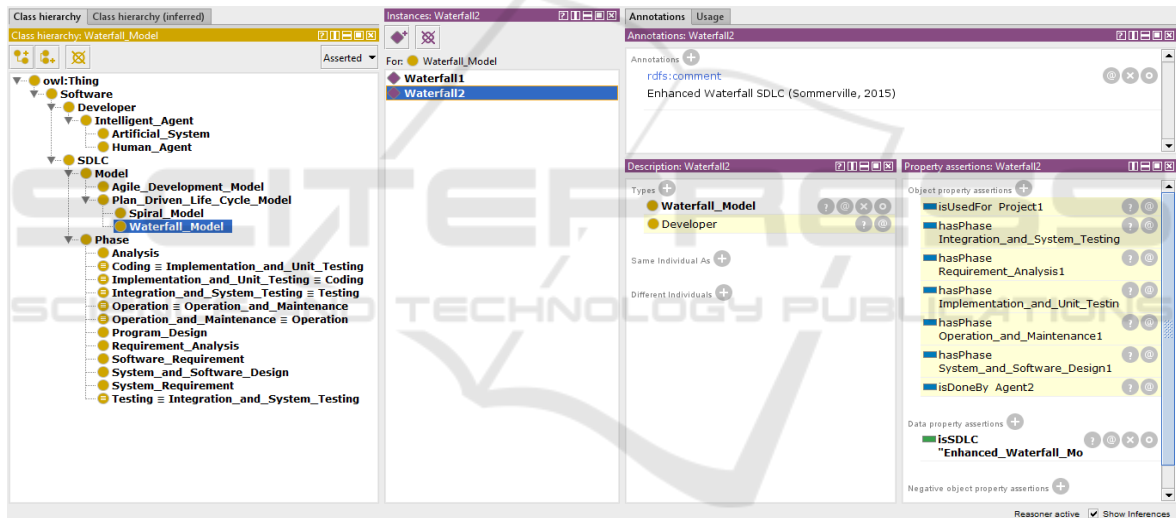 Class hierarchy
Class hierarchy (inferred)
Class hierarchy: Waterfall_Model
Asserted
owl:Thing
Software
Developer
Intelligent_Agent
Artificial_System
Human_Agent
SDLC
Model
Agile_Development_Model
Plan_Driven_Life_Cycle_Model
Spiral_Model
Waterfall_Model
Phase
Analysis
Coding ≡ Implementation_and_Unit_Testing
Implementation_and_Unit_Testing ≡ Coding
Integration_and_System_Testing ≡ Testing
Operation ≡ Operation_and_Maintenance
Operation_and_Maintenance ≡ Operation
Program_Design
Requirement_Analysis
Software_Requirement
System_and_Software_Design
System_Requirement
Testing ≡ Integration_and_System_Testing
Instances: Waterfall2
For: Waterfall_Model
Waterfall1
Waterfall2
Annotations
Usage
Annotations: Waterfall2
Annotations
rdfs:comment
Enhanced Waterfall SDLC (Sommerville, 2015)
Description: Waterfall2
Types
Waterfall_Model
Developer
Same Individual As
Different Individuals
Property assertions: Waterfall2
Object property assertions
isUsedFor Project1
hasPhase
Integration_and_System_Testing
hasPhase
Requirement_Analysis1
hasPhase
Implementation_and_Unit_Testin
hasPhase
Operation_and_Maintenance1
hasPhase
System_and_Software_Design1
isDoneBy Agent2
Data property assertions
isSDLC
"Enhanced_Waterfall_Mo
Negative object property assertions
Reasoner active
Show Inferences
SCITEPRESS
SCIENCE AND TECHNOLOGY PUBLICATIONS